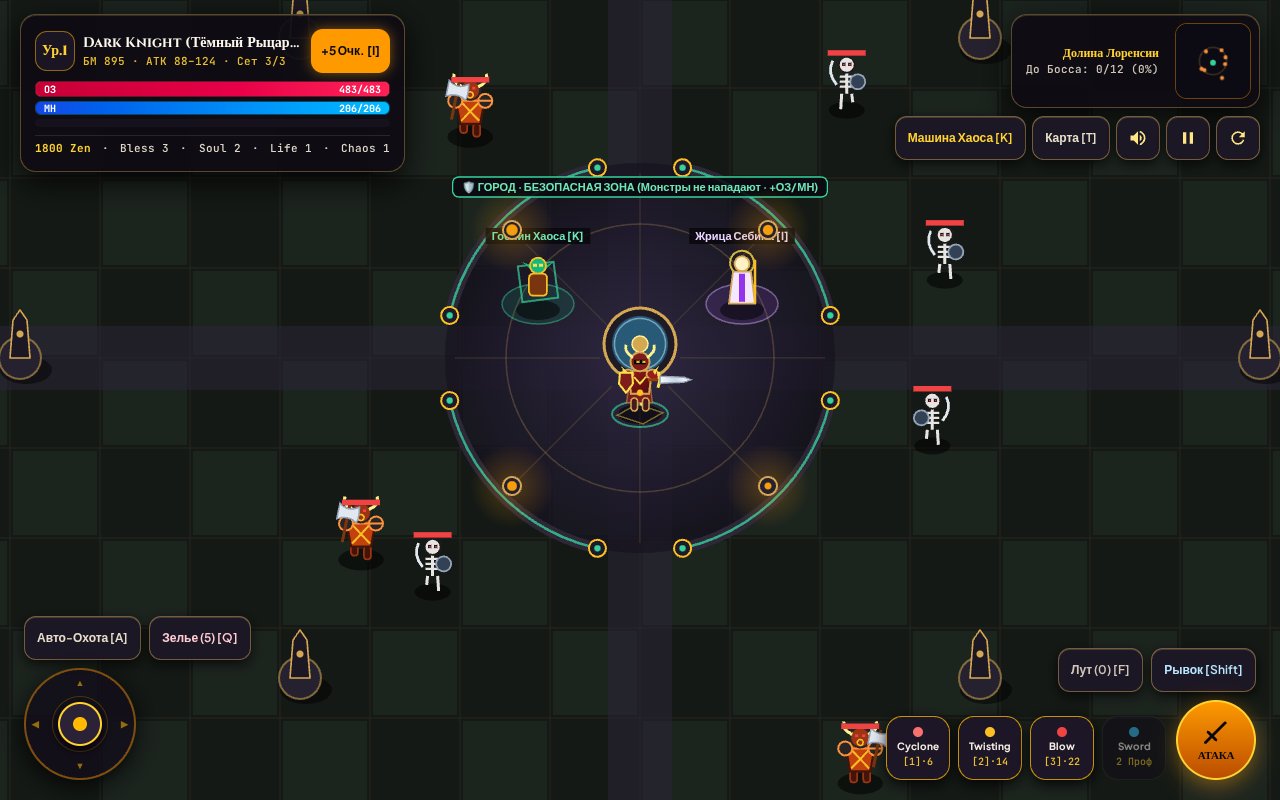 Ур.1
Dark Knight (Тёмный Рыцар...
БМ 895 · АТК 88–124 · Сет 3/3
+5 Очк. [I]
ОЗ 483/483
МН 206/206
1800 Zen · Bless 3 · Soul 2 · Life 1 · Chaos 1
Долина Лоренсии
До Босса: 0/12 (0%)
Машина Хаоса [K]
Карта [T]
🛡️ ГОРОД · БЕЗОПАСНАЯ ЗОНА (Монстры не нападают · +ОЗ/МН)
Хаоса [K]
Жрица [I]
Авто-Охота [A]
Зелье (5) [Q]
Лут (0) [F]
Рывок [Shift]
Cyclone
[1]·6
Twisting
[2]·14
Blow
[3]·22
Sword
2 Проф
АТАКА